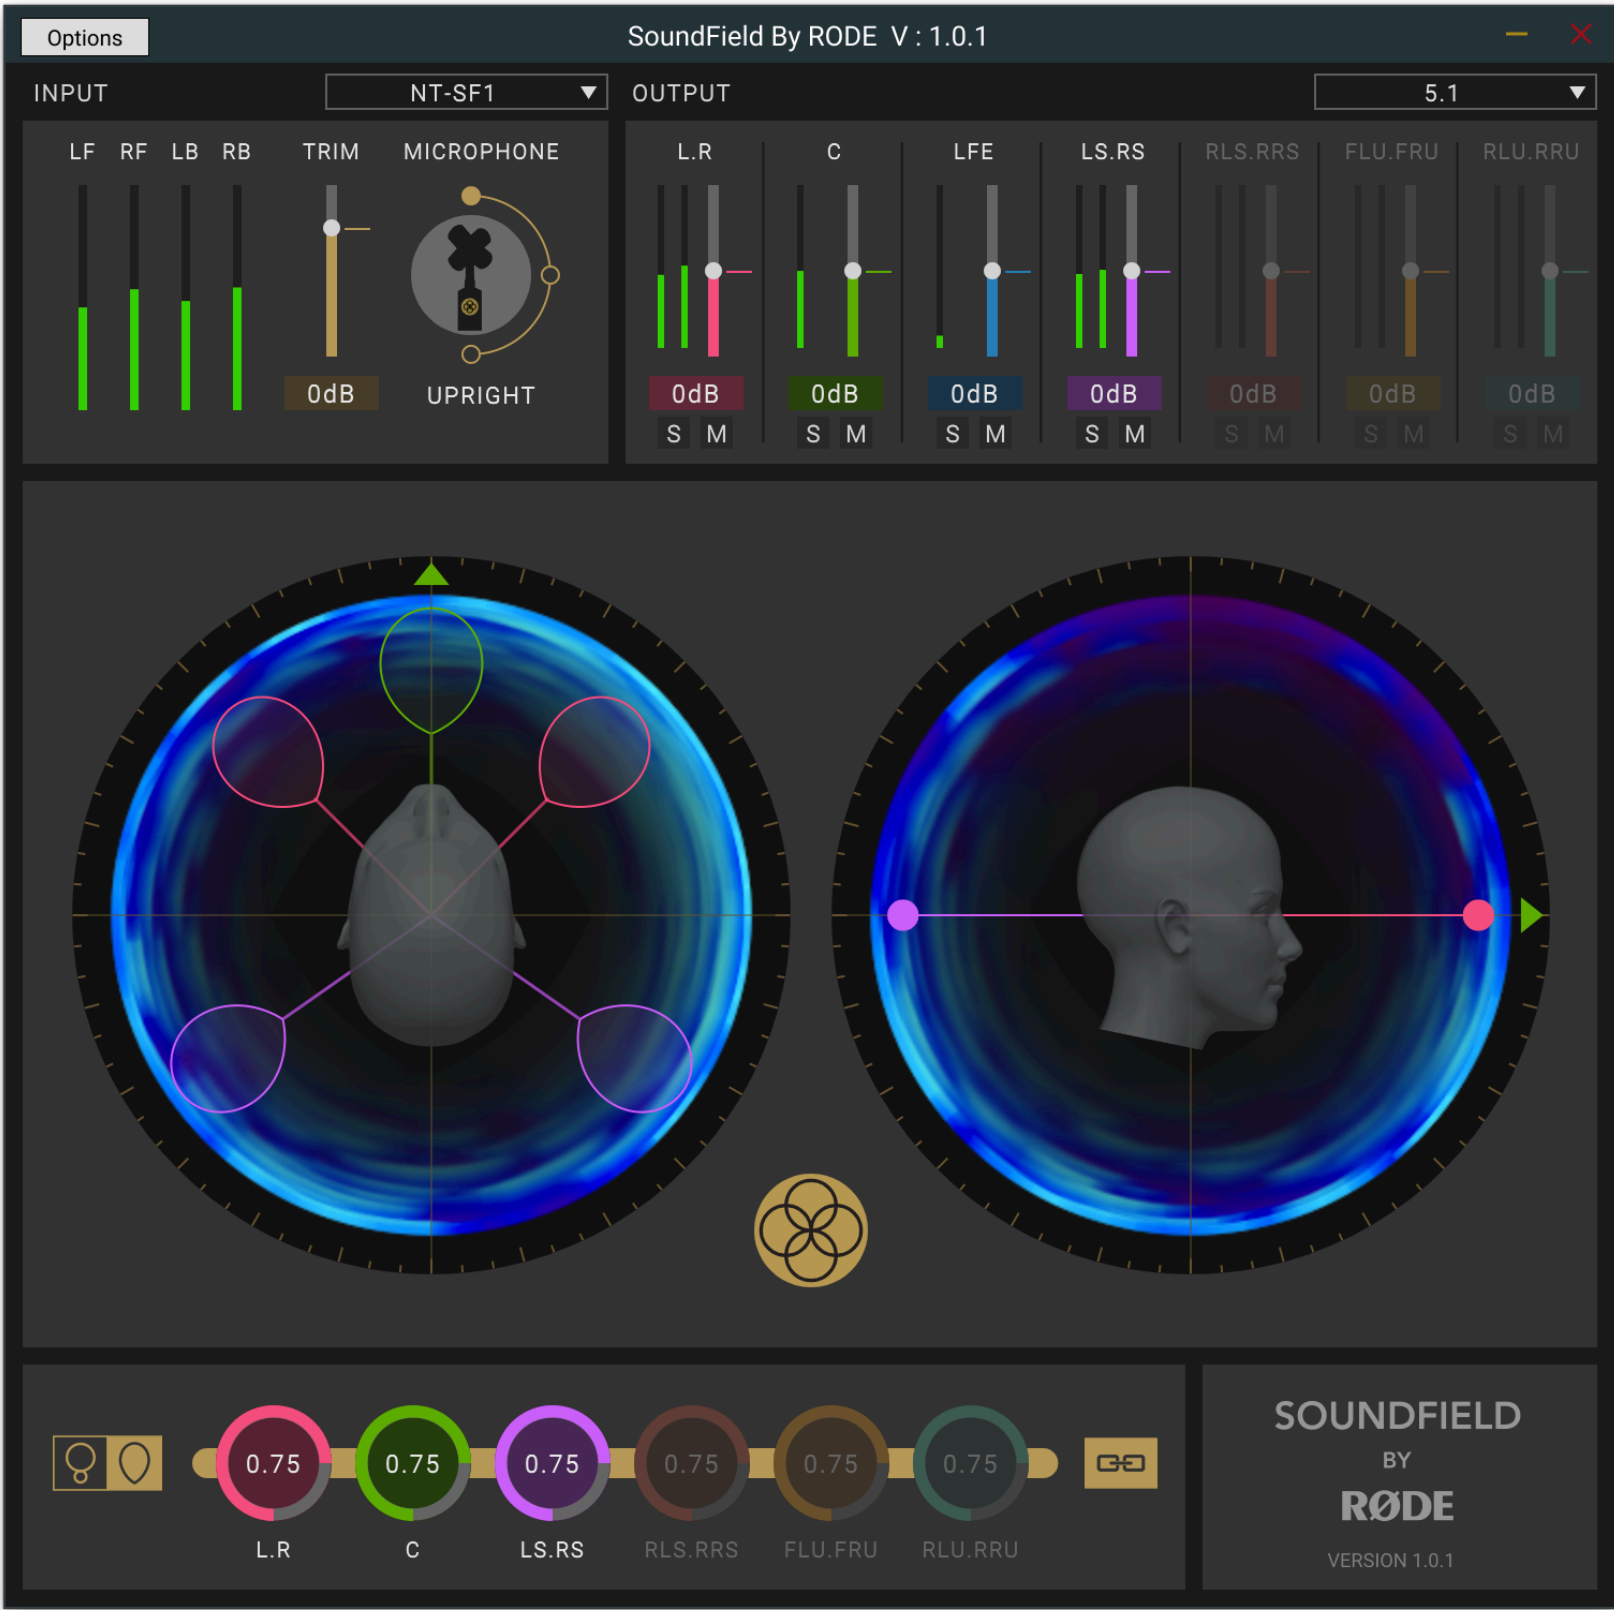 Options
SoundField By RODE V : 1.0.1
INPUT
NT-SF1
OUTPUT
5.1
LF RF LB RB TRIM MICROPHONE
L.R C LFE LS.RS RLS.RRS FLU.FRU RLU.RRU
0dB
UPRIGHT
0dB 0dB 0dB 0dB 0dB 0dB 0dB
S M S M S M S M S M S M S M
0.75 0.75 0.75 0.75 0.75 0.75
L.R C LS.RS RLS.RRS FLU.FRU RLU.RRU
SOUNDFIELD
BY
RØDE
VERSION 1.0.1